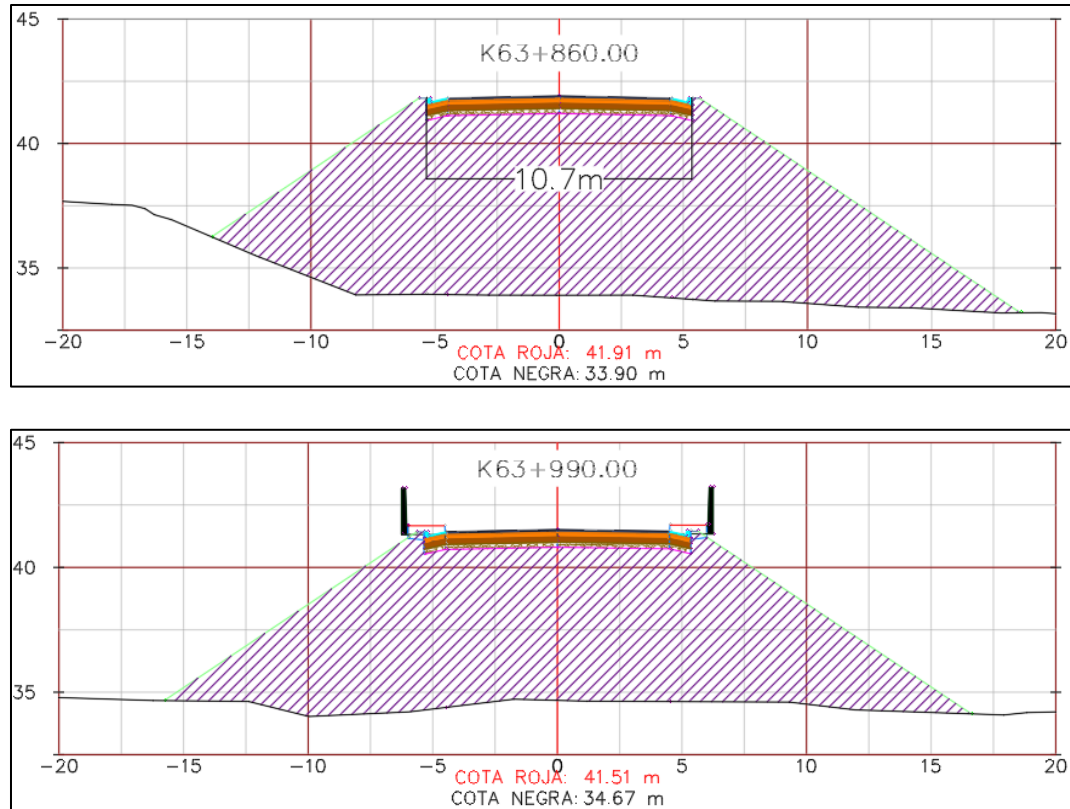 45
K63+860.00
40
10.7m
35
-20 -15 -10 -5 0 5 10 15 20
COTA ROJA: 41.91 m
COTA NEGRA: 33.90 m
45
K63+990.00
40
35
-20 -15 -10 -5 0 5 10 15 20
COTA ROJA: 41.51 m
COTA NEGRA: 34.67 m